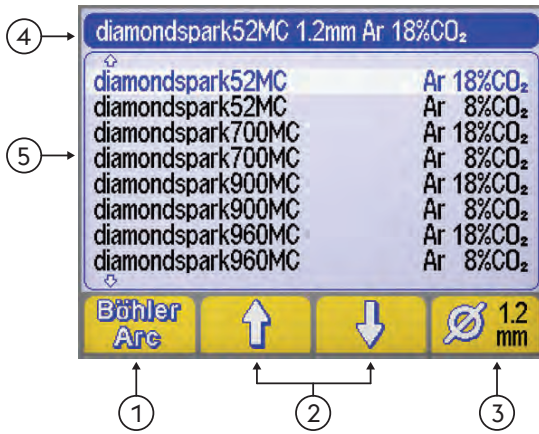 4
diamondspark52MC 1.2mm Ar 18%CO₂
diamondspark52MC Ar 18%CO₂
diamondspark52MC Ar 8%CO₂
5
diamondspark700MC Ar 18%CO₂
diamondspark700MC Ar 8%CO₂
diamondspark900MC Ar 18%CO₂
diamondspark900MC Ar 8%CO₂
diamondspark960MC Ar 18%CO₂
diamondspark960MC Ar 8%CO₂
Böhler
Arc
Ø 1.2
mm
1
2
3